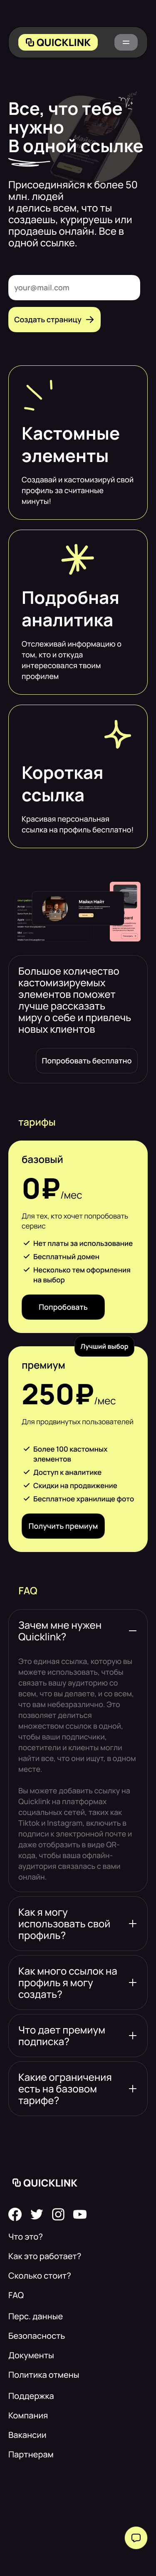 QUICKLINK
Все, что тебе
нужно
В одной ссылке
Присоединяйся к более 50
млн. людей
и делись всем, что ты
создаешь, курируешь или
продаешь онлайн. Все в
одной ссылке.
your@mail.com
Создать страницу
Кастомные
элементы
Создавай и кастомизируй свой
профиль за считанные
минуты!
Подробная
аналитика
Отслеживай информацию о
том, кто и откуда
интересовался твоим
профилем
Короткая
ссылка
Красивая персональная
ссылка на профиль бесплатно!
Майкл Найт
Большое количество
кастомизируемых
элементов поможет
лучше рассказать
миру о себе и привлечь
новых клиентов
Попробовать бесплатно
тарифы
базовый
0₽/мес
Для тех, кто хочет попробовать
сервис
Нет платы за использование
Бесплатный домен
Несколько тем оформления
на выбор
Попробовать
Лучший выбор
премиум
250₽/мес
Для продвинутых пользователей
Более 100 кастомных
элементов
Доступ к аналитике
Скидки на продвижение
Бесплатное хранилище фото
Получить премиум
FAQ
Зачем мне нужен
Quicklink?
Это единая ссылка, которую вы
можете использовать, чтобы
связать вашу аудиторию со
всем, что вы делаете, и со всем,
что вам небезразлично. Это
позволяет делиться
множеством ссылок в одной,
чтобы ваши подписчики,
посетители и клиенты могли
найти все, что они ищут, в одном
месте.
Вы можете добавить ссылку на
Quicklink на платформах
социальных сетей, таких как
Tiktok и Instagram, включить в
подписи к электронной почте и
даже отобразить в виде QR-
кода, чтобы ваша офлайн-
аудитория связалась с вами
онлайн.
Как я могу
использовать свой
профиль?
Как много ссылок на
профиль я могу
создать?
Что дает премиум
подписка?
Какие ограничения
есть на базовом
тарифе?
QUICKLINK
Что это?
Как это работает?
Сколько стоит?
FAQ
Перс. данные
Безопасность
Документы
Политика отмены
Поддержка
Компания
Вакансии
Партнерам